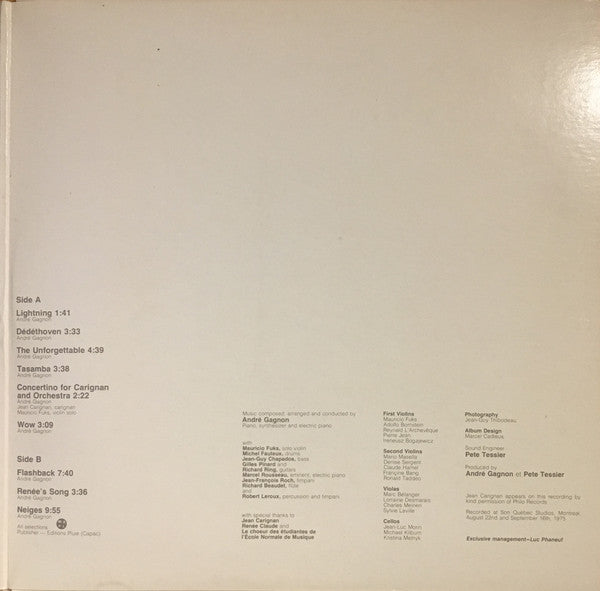 Side A
Lightning 1:41
André Gagnon
Dédéthoven 3:33
André Gagnon
The Unforgettable 4:39
André Gagnon
Tasamba 3:38
André Gagnon
Concertino for Carignan
and Orchestra 2:22
André Gagnon
Jean Carignan, carignan
Mauricio Fuks, violin solo
Wow 3:09
André Gagnon
Side B
Flashback 7:40
André Gagnon
Renée's Song 3:36
André Gagnon
Neiges 9:55
André Gagnon
All selections
Publisher — Editions Pluie (Capac)
Music composed, arranged and conducted by
André Gagnon
Piano, synthesizer and electric piano
with
Mauricio Fuks, solo violin
Michel Fauteux, drums
Jean-Guy Chapados, bass
Gilles Pinard and
Richard Ring, guitars
Marcel Rousseau, eminent, electric piano
Jean-François Roch, timpani
Richard Beaudet, flute
and
Robert Leroux, percussion and timpani
with special thanks to
Jean Carignan
Renée Claude and
Le choeur des étudiantes de
l'École Normale de Musique
First Violins
Mauricio Fuks
Adolfo Bornstein
Reynald L'Archevêque
Pierre Jean
Ireneusz Bogajewicz
Second Violins
Mario Masella
Denise Sergent
Claude Hamel
Françine Bang
Ronald Taddeo
Violas
Marc Bélanger
Lorraine Desmarais
Charles Meinen
Sylvie Laville
Cellos
Jean-Luc Morin
Michael Kilburn
Kristina Melnyk
Photography
Jean-Guy Thibodeau
Album Design
Marcel Cadieux
Sound Engineer
Pete Tessier
Produced by
André Gagnon et Pete Tessier
Jean Carignan appears on this recording by
kind permission of Philo Records
Recorded at Son Québec Studios, Montreal
August 22nd and September 16th, 1975
Exclusive management—Luc Phaneuf